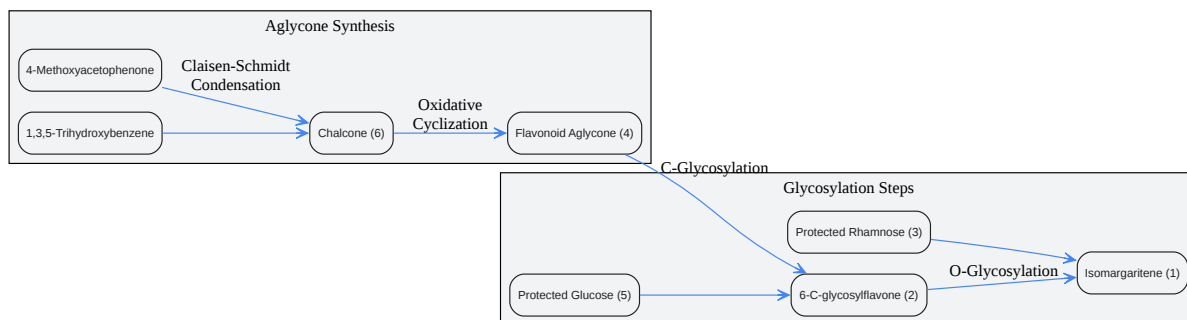 Aglycone Synthesis
4-Methoxyacetophenone
Claisen-Schmidt
Condensation
1,3,5-Trihydroxybenzene
Chalcone (6)
Oxidative
Cyclization
Flavonoid Aglycone (4)
C-Glycosylation
Glycosylation Steps
Protected Rhamnose (3)
Protected Glucose (5)
6-C-glycosylflavone (2)
O-Glycosylation
Isomargaritene (1)